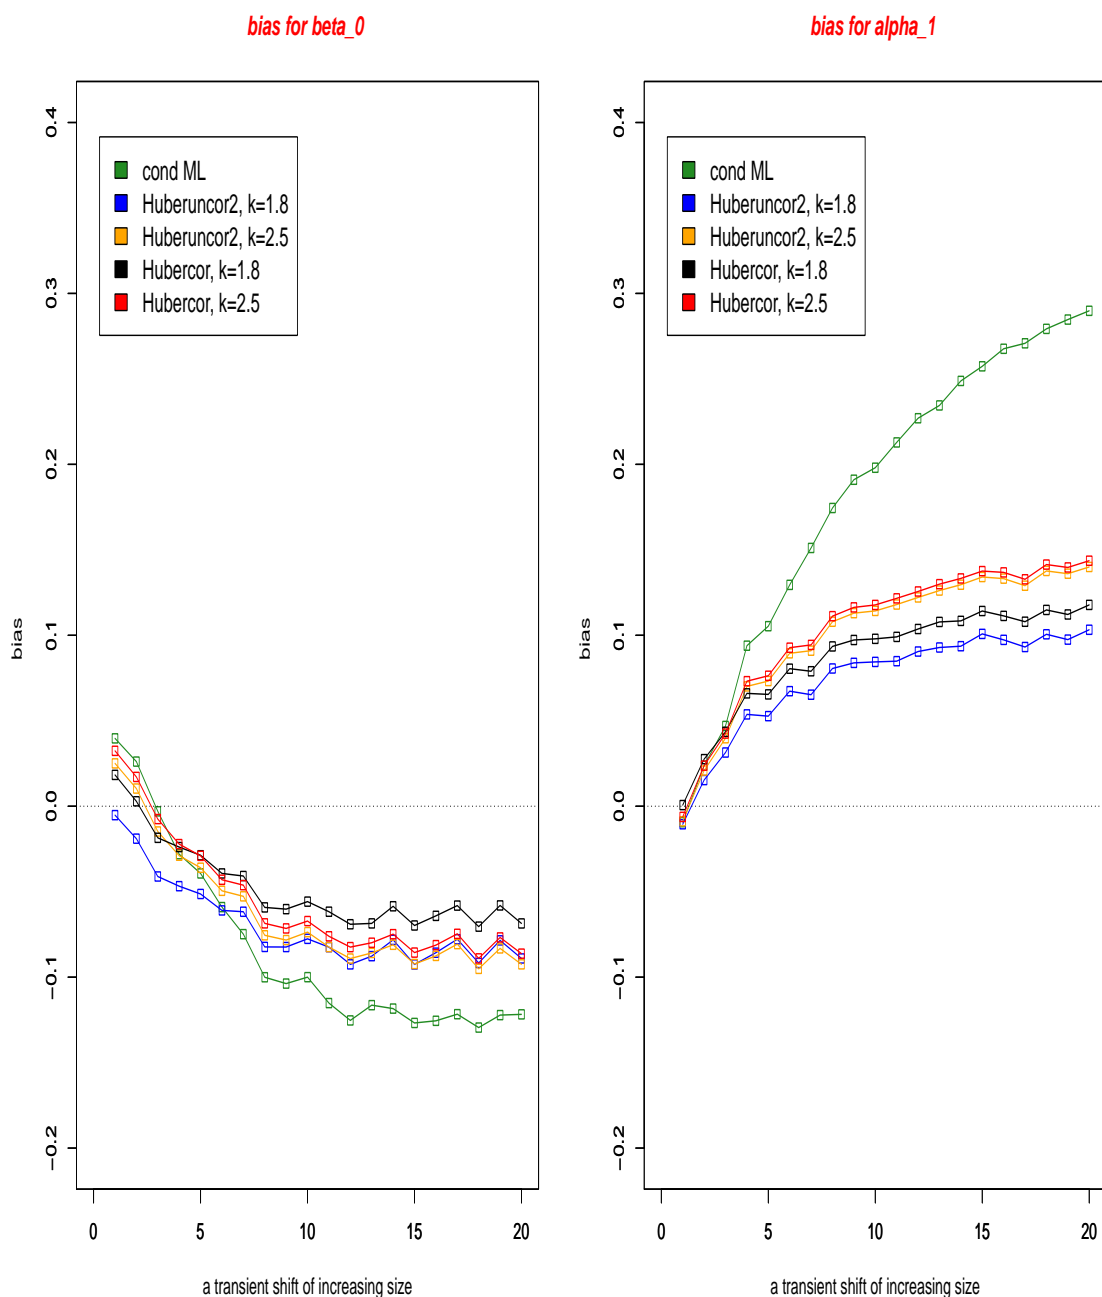 bias for beta_0
0.4
0.3
0.2
0.1
0.0
−0.1
−0.2
bias
cond ML
Huberuncor2, k=1.8
Huberuncor2, k=2.5
Hubercor, k=1.8
Hubercor, k=2.5
0 5 10 15 20
a transient shift of increasing size
bias for alpha_1
0.4
0.3
0.2
0.1
0.0
−0.1
−0.2
bias
cond ML
Huberuncor2, k=1.8
Huberuncor2, k=2.5
Hubercor, k=1.8
Hubercor, k=2.5
0 5 10 15 20
a transient shift of increasing size